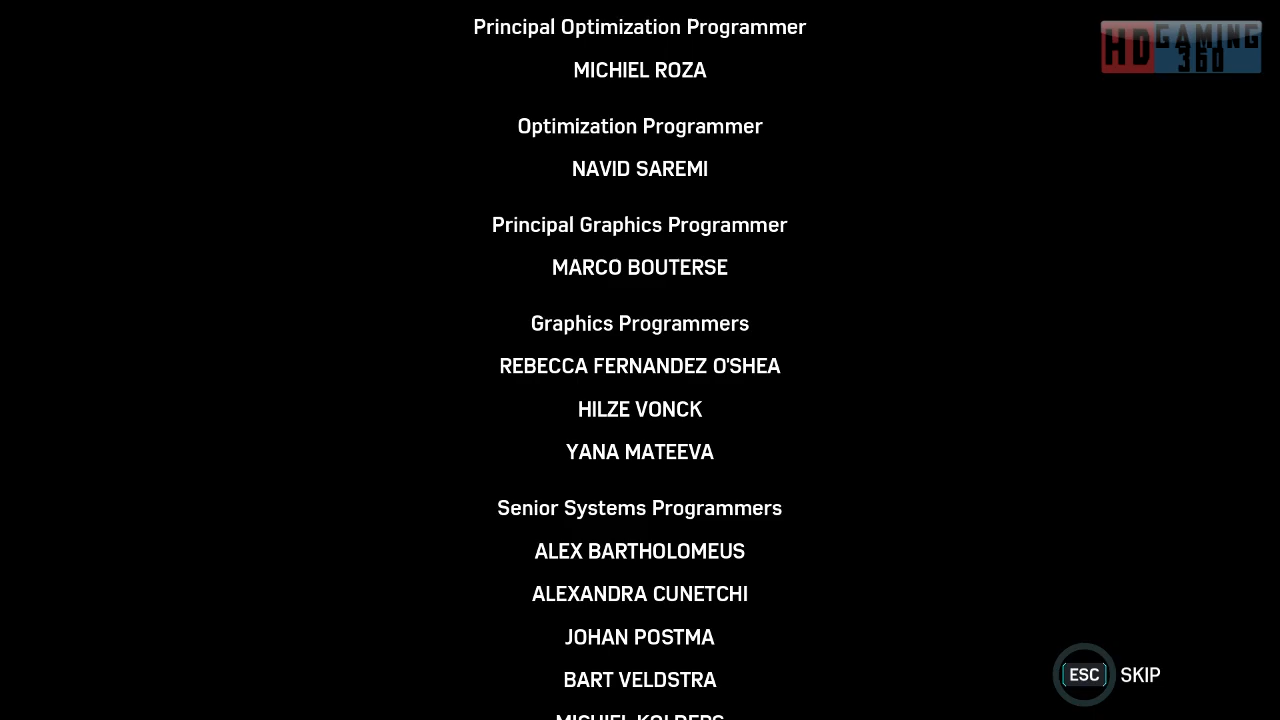 Principal Optimization Programmer
MICHIEL ROZA
Optimization Programmer
NAVID SAREMI
Principal Graphics Programmer
MARCO BOUTERSE
Graphics Programmers
REBECCA FERNANDEZ O'SHEA
HILZE VONCK
YANA MATEEVA
Senior Systems Programmers
ALEX BARTHOLOMEUS
ALEXANDRA CUNETCHI
JOHAN POSTMA
BART VELDSTRA
MICHIEL KOLPERS
HD GAMING
360
ESC SKIP